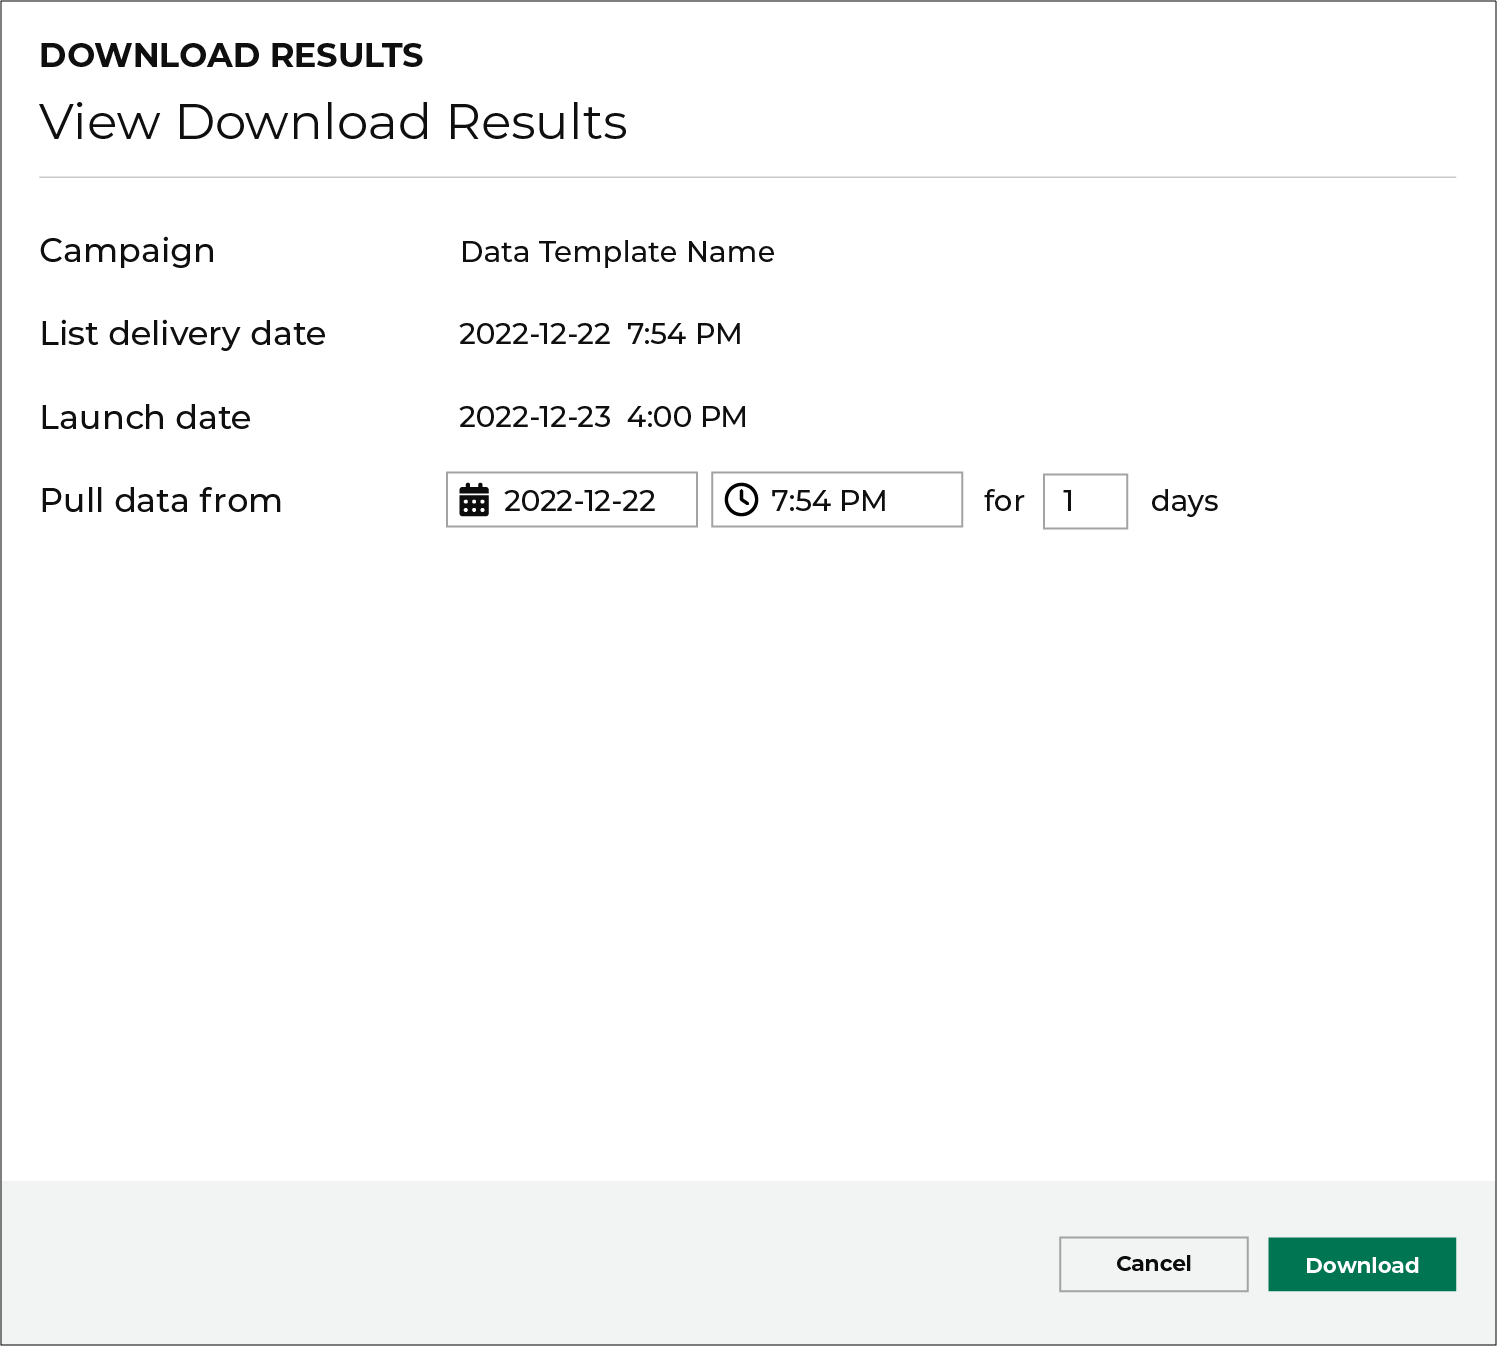 DOWNLOAD RESULTS
View Download Results
Campaign Data Template Name
List delivery date 2022-12-22 7:54 PM
Launch date 2022-12-23 4:00 PM
Pull data from 2022-12-22 7:54 PM for 1 days
Cancel Download